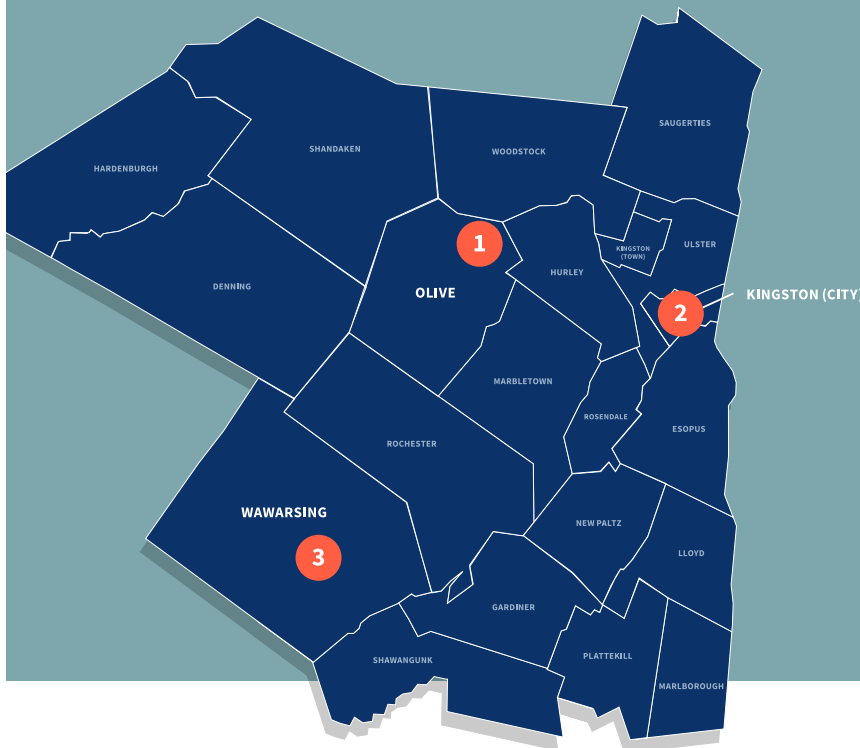 SAUGERTIES
SHANDAKEN
WOODSTOCK
HARDENBURGH
1
KINGSTON
(TOWN)
ULSTER
HURLEY
DENNING
OLIVE
KINGSTON (CITY)
2
MARBLETOWN
ROSENDALE
ESOPUS
ROCHESTER
WAWARSING
NEW PALTZ
3
LLOYD
GARDINER
SHAWANGUNK
PLATTEKILL
MARLBOROUGH